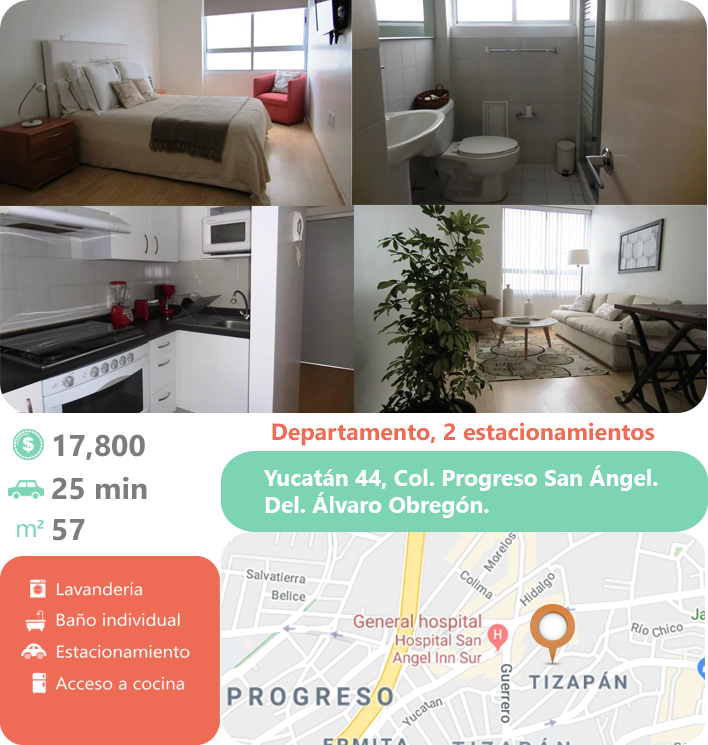 $ 17,800
25 min
m² 57
Departamento, 2 estacionamientos
Yucatán 44, Col. Progreso San Ángel.
Del. Álvaro Obregón.
Lavandería
Baño individual
Estacionamiento
Acceso a cocina
Salvatierra
Belice
Morelos
Colima
Hidalgo
General hospital
Hospital San
Angel Inn Sur
H
Guerrero
Río Chico
TIZAPÁN
PROGRESO
Yucatan